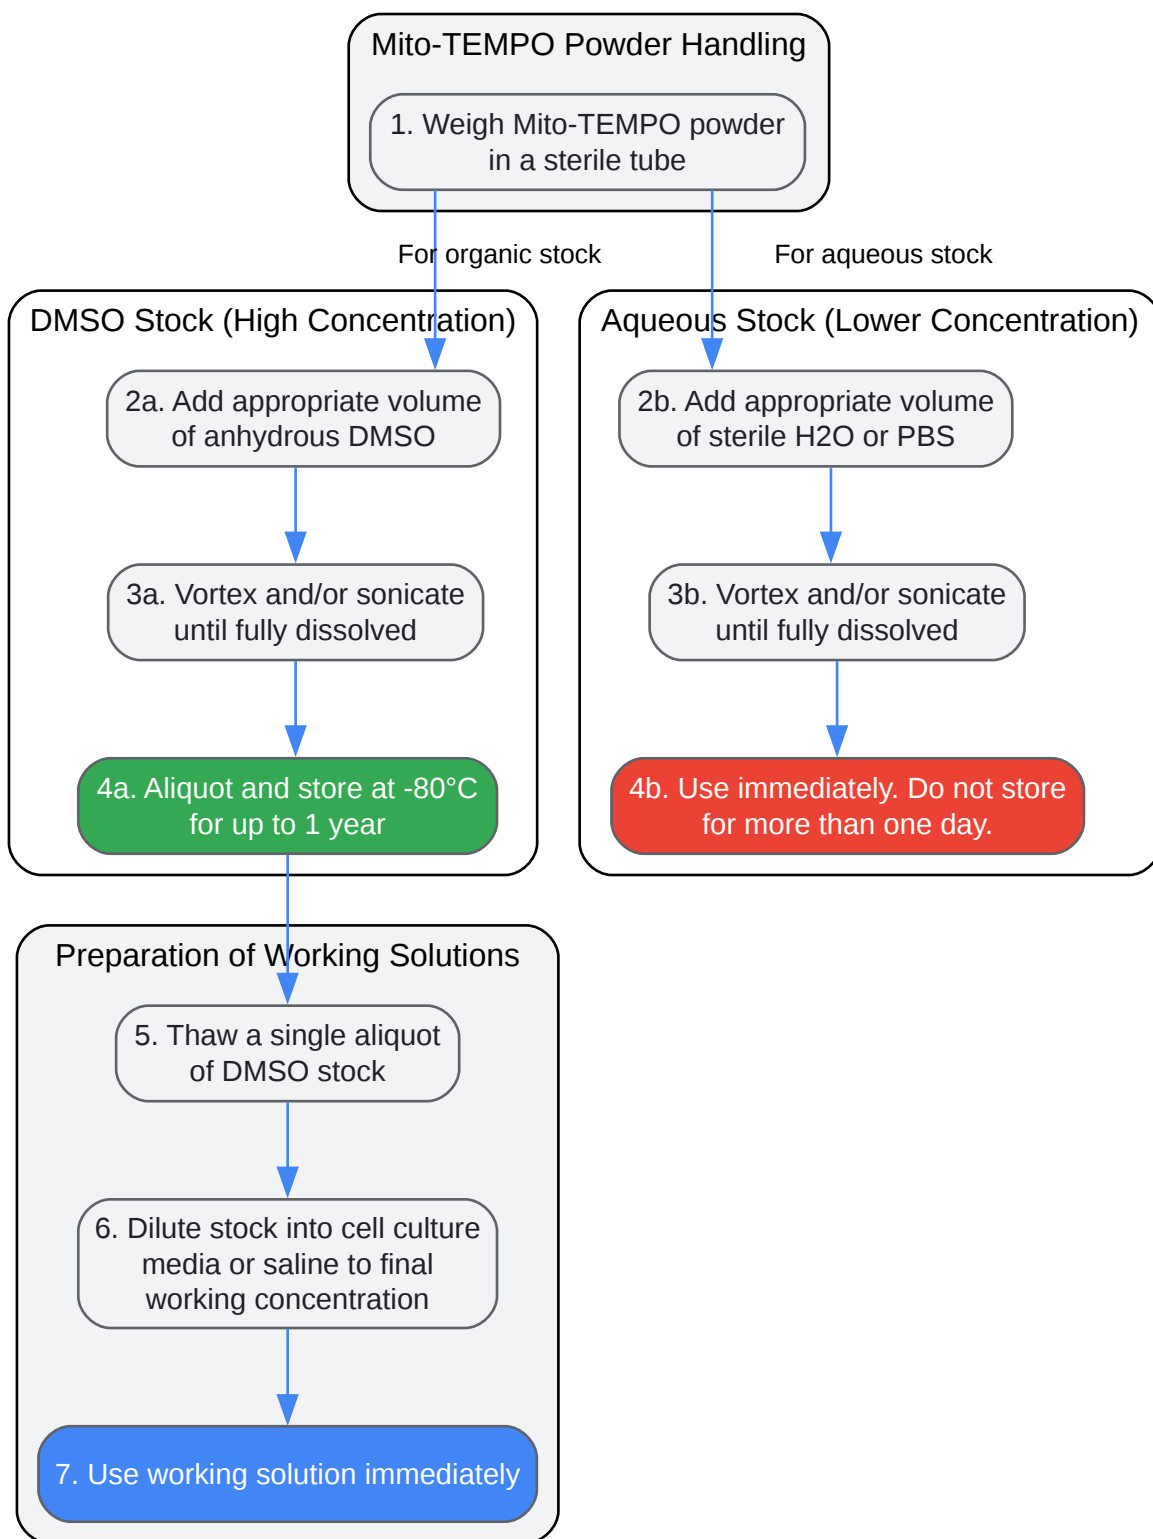 Mito-TEMPO Powder Handling
1. Weigh Mito-TEMPO powder
in a sterile tube
For organic stock
For aqueous stock
DMSO Stock (High Concentration)
2a. Add appropriate volume
of anhydrous DMSO
3a. Vortex and/or sonicate
until fully dissolved
4a. Aliquot and store at -80°C
for up to 1 year
Aqueous Stock (Lower Concentration)
2b. Add appropriate volume
of sterile H2O or PBS
3b. Vortex and/or sonicate
until fully dissolved
4b. Use immediately. Do not store
for more than one day.
Preparation of Working Solutions
5. Thaw a single aliquot
of DMSO stock
6. Dilute stock into cell culture
media or saline to final
working concentration
7. Use working solution immediately